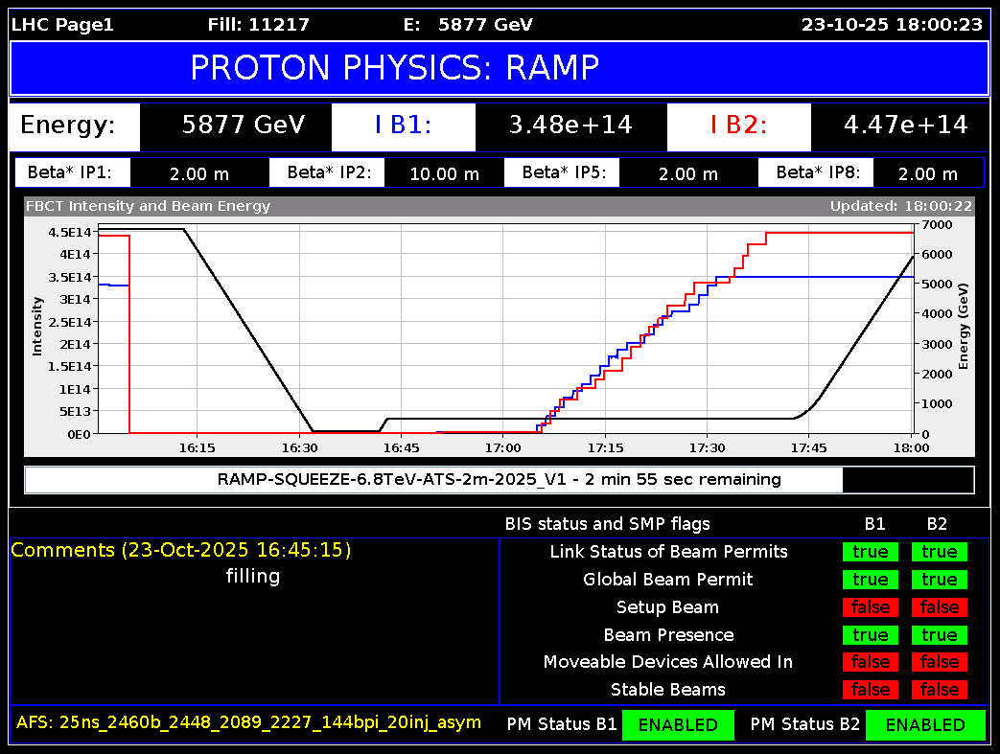 LHC Page1 Fill: 11217 E: 5877 GeV 23-10-25 18:00:23
PROTON PHYSICS: RAMP
Energy: 5877 GeV I B1: 3.48e+14 I B2: 4.47e+14
Beta* IP1: 2.00 m Beta* IP2: 10.00 m Beta* IP5: 2.00 m Beta* IP8: 2.00 m
FBCT Intensity and Beam Energy Updated: 18:00:22
Intensity
4.5E14
4E14
3.5E14
3E14
2.5E14
2E14
1.5E14
1E14
5E13
0E0
7000
6000
5000
4000
3000
2000
1000
0
Energy (GeV)
16:15 16:30 16:45 17:00 17:15 17:30 17:45 18:00
RAMP-SQUEEZE-6.8TeV-ATS-2m-2025_V1 - 2 min 55 sec remaining
Comments (23-Oct-2025 16:45:15)
filling
BIS status and SMP flags B1 B2
Link Status of Beam Permits true true
Global Beam Permit true true
Setup Beam false false
Beam Presence true true
Moveable Devices Allowed In false false
Stable Beams false false
AFS: 25ns_2460b_2448_2089_2227_144bpi_20inj_asym PM Status B1 ENABLED PM Status B2 ENABLED